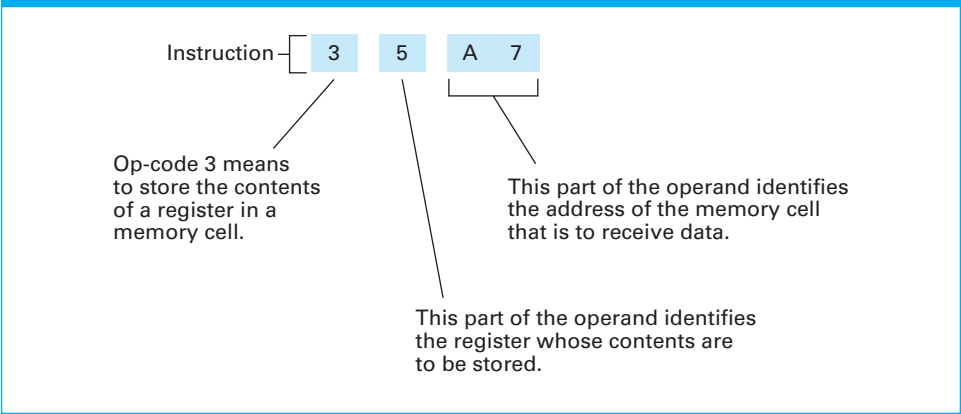 Instruction 3 5 A 7
Op-code 3 means
to store the contents
of a register in a
memory cell.
This part of the operand identifies
the address of the memory cell
that is to receive data.
This part of the operand identifies
the register whose contents are
to be stored.